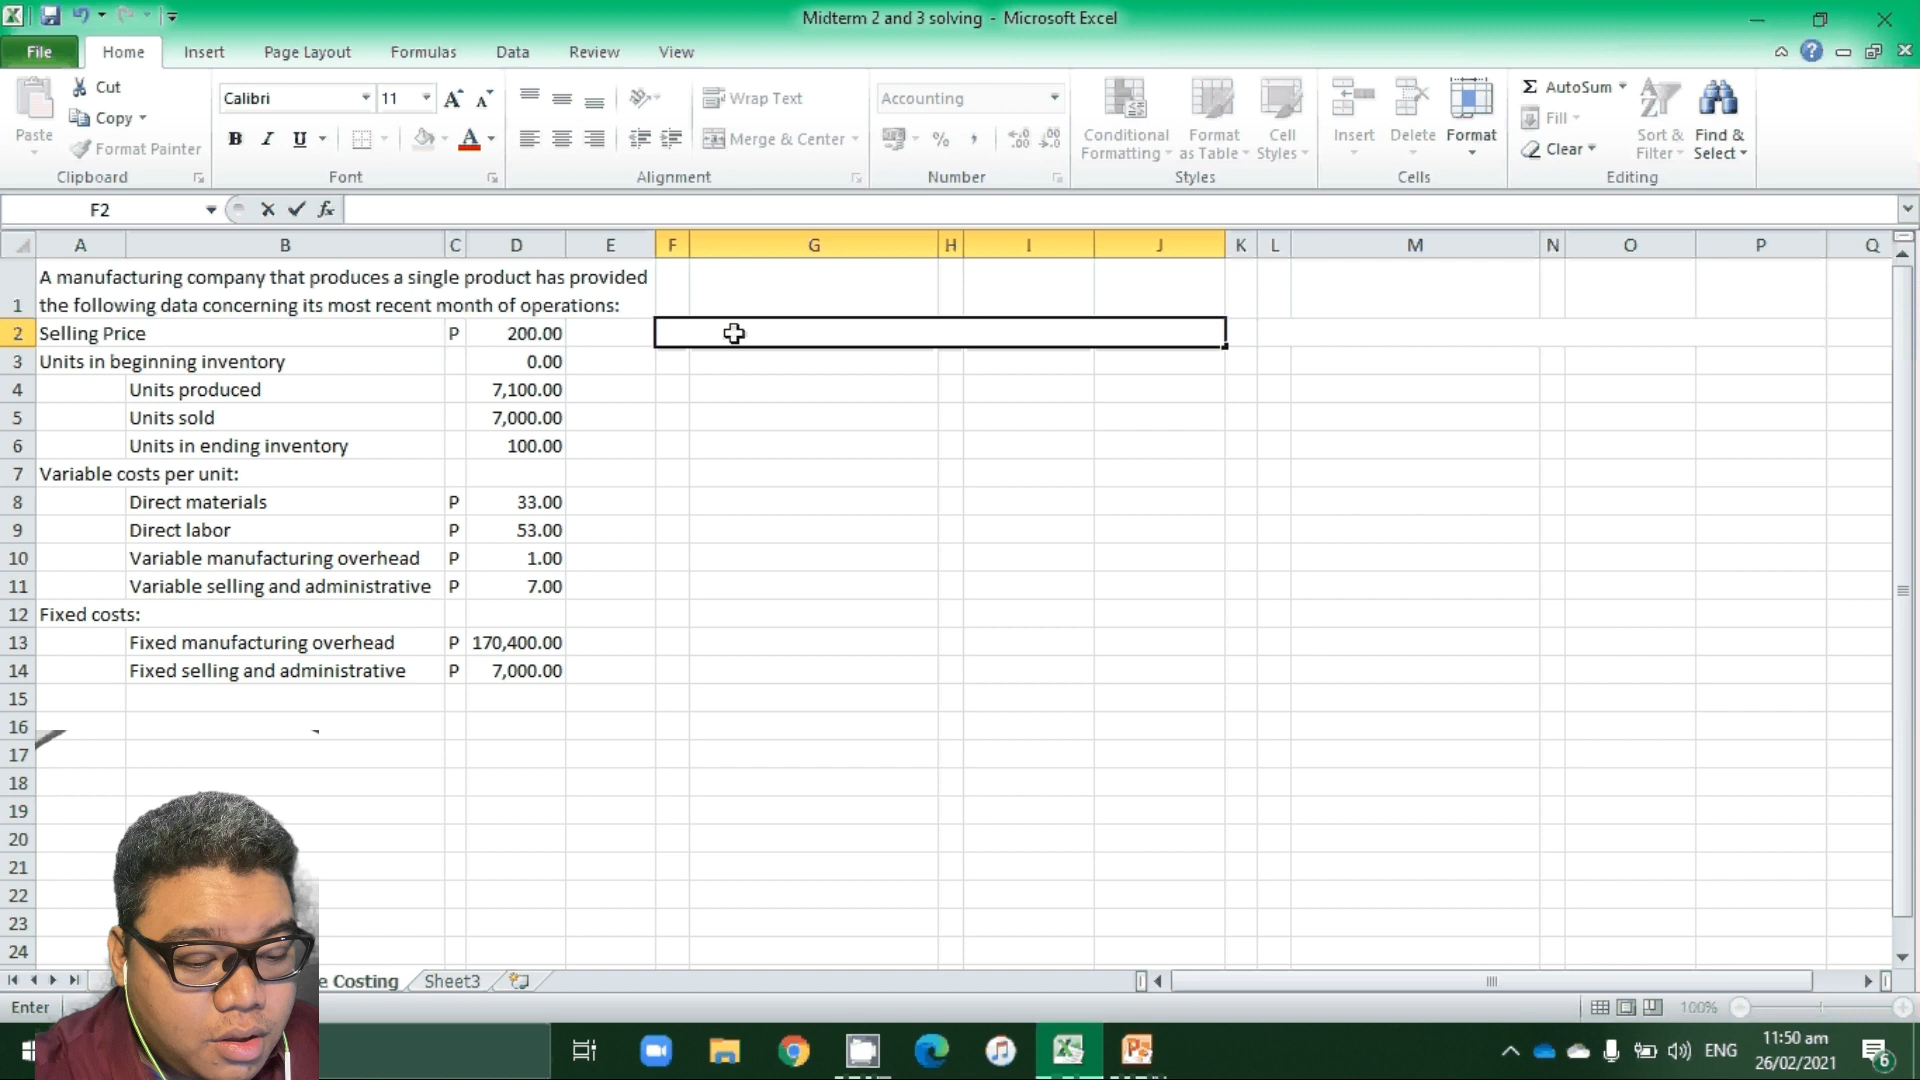 Midterm 2 and 3 solving - Microsoft Excel
File Home Insert Page Layout Formulas Data Review View
Paste
Cut
Copy
Format Painter
Clipboard
Calibri 11
B I U
Font
Wrap Text
Merge & Center
Alignment
Accounting
%
Number
Conditional Formatting
Format as Table
Cell Styles
Styles
Insert Delete Format
Cells
Σ AutoSum
Fill
Clear
Sort & Filter
Find & Select
Editing
F2 fx
A B C D E F G H I J K L M N O P Q
A manufacturing company that produces a single product has provided
1 the following data concerning its most recent month of operations:
2 Selling Price P 200.00
3 Units in beginning inventory 0.00
4 Units produced 7,100.00
5 Units sold 7,000.00
6 Units in ending inventory 100.00
7 Variable costs per unit:
8 Direct materials P 33.00
9 Direct labor P 53.00
10 Variable manufacturing overhead P 1.00
11 Variable selling and administrative P 7.00
12 Fixed costs:
13 Fixed manufacturing overhead P 170,400.00
14 Fixed selling and administrative P 7,000.00
15
16
17
18
19
20
21
22
23
24
e Costing Sheet3
Enter 100%
ENG
11:50 am
26/02/2021
6